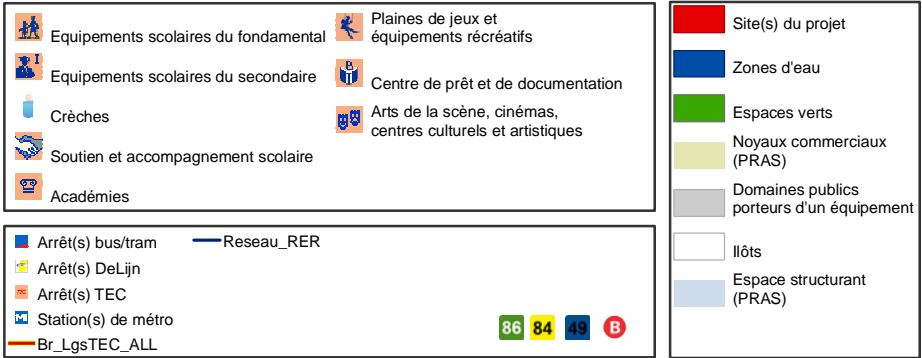 Equipements scolaires du fondamental
Equipements scolaires du secondaire
Crèches
Soutien et accompagnement scolaire
Académies
Plaines de jeux et
équipements récréatifs
B
Centre de prêt et de documentation
Arts de la scène, cinémas,
centres culturels et artistiques
Arrêt(s) bus/tram
Reseau_RER
Arrêt(s) DeLijn
TEC
Arrêt(s) TEC
M
Station(s) de métro
Br_LgsTEC_ALL
86 84 49 B
Site(s) du projet
Zones d'eau
Espaces verts
Noyaux commerciaux
(PRAS)
Domaines publics
porteurs d'un équipement
Ilôts
Espace structurant
(PRAS)